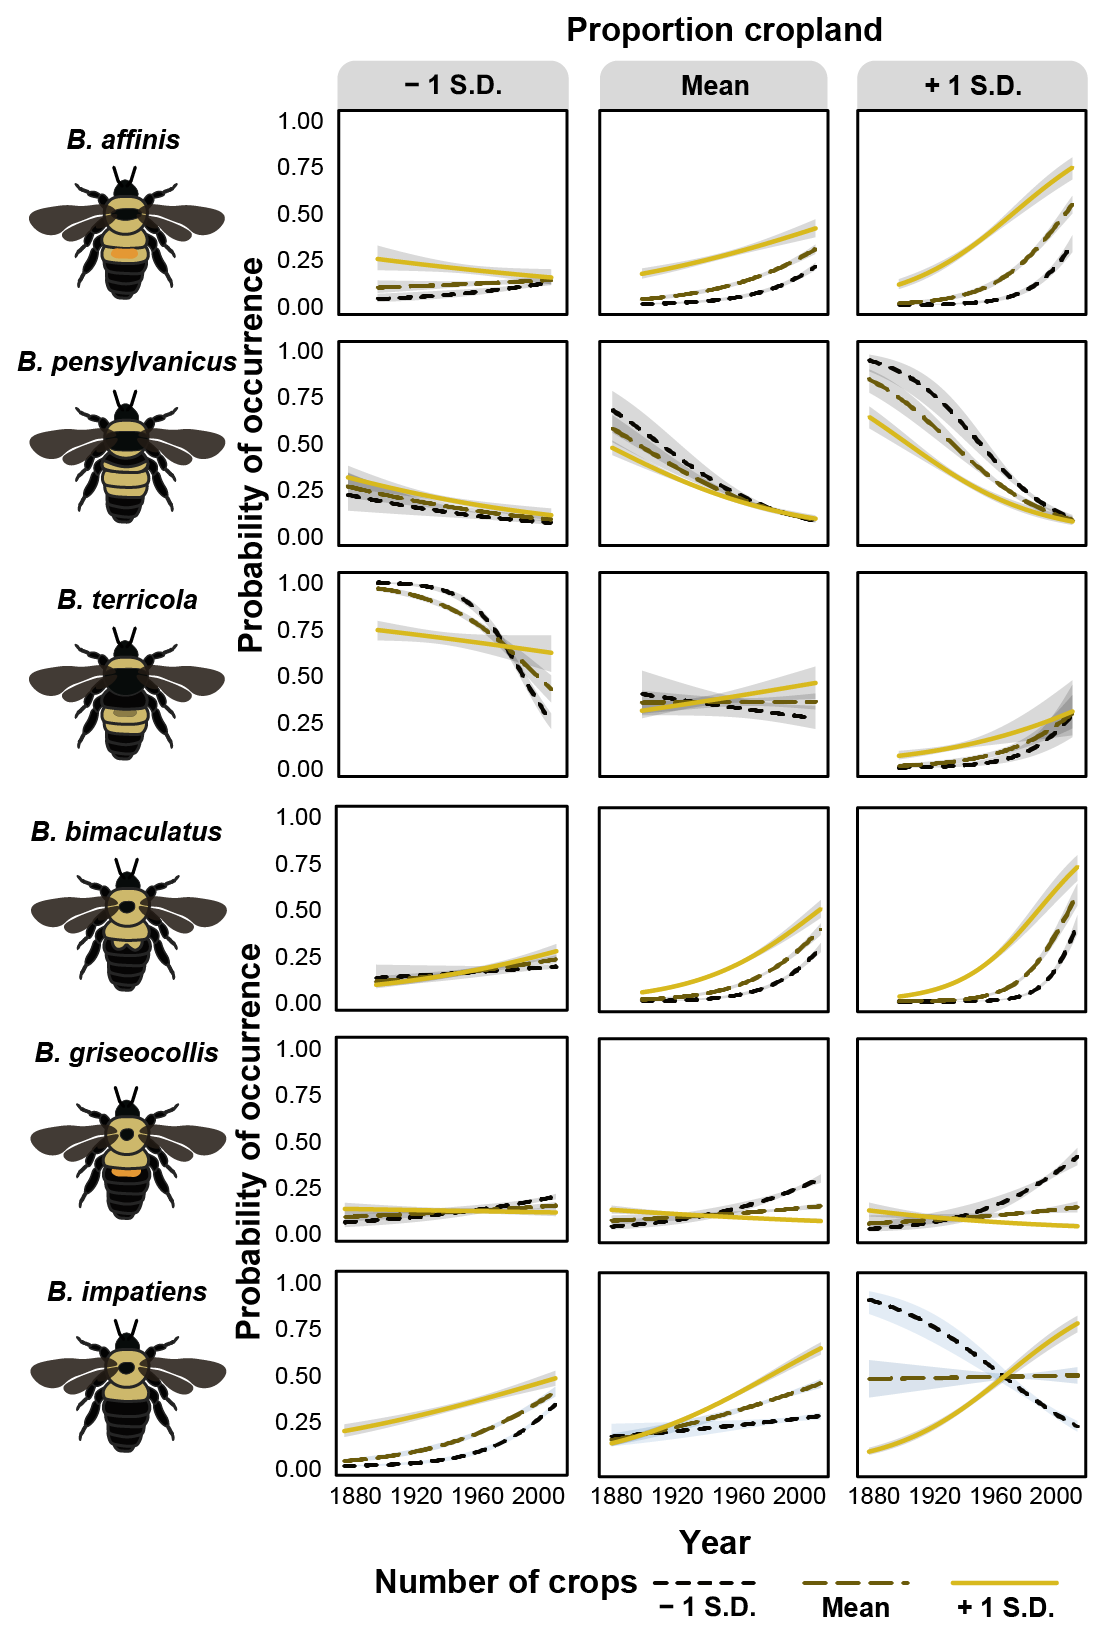 Proportion cropland
− 1 S.D.
Mean
+ 1 S.D.
Probability of occurrence
B. affinis
1.00
0.75
0.50
0.25
0.00
B. pensylvanicus
1.00
0.75
0.50
0.25
0.00
B. terricola
1.00
0.75
0.50
0.25
0.00
Probability of occurrence
B. bimaculatus
1.00
0.75
0.50
0.25
0.00
B. griseocollis
1.00
0.75
0.50
0.25
0.00
B. impatiens
1.00
0.75
0.50
0.25
0.00
1880 1920 1960 2000
1880 1920 1960 2000
1880 1920 1960 2000
Year
Number of crops
− 1 S.D.
Mean
+ 1 S.D.